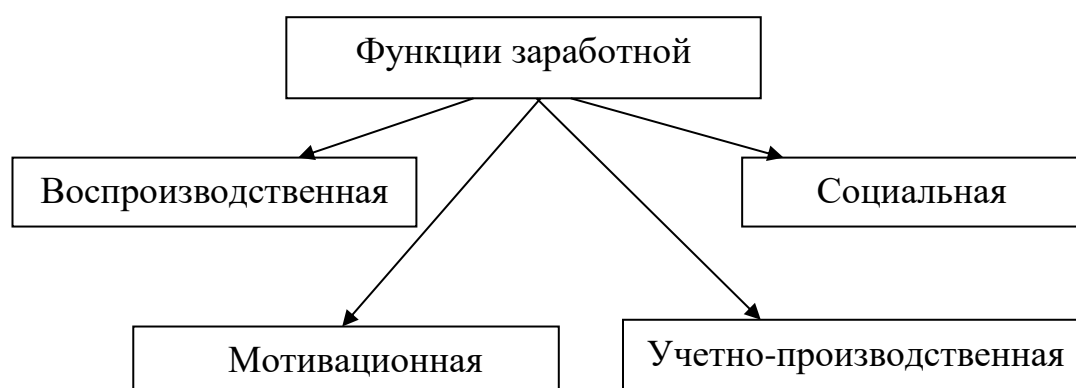 Функции заработной
Воспроизводственная
Социальная
Мотивационная
Учетно-производственная